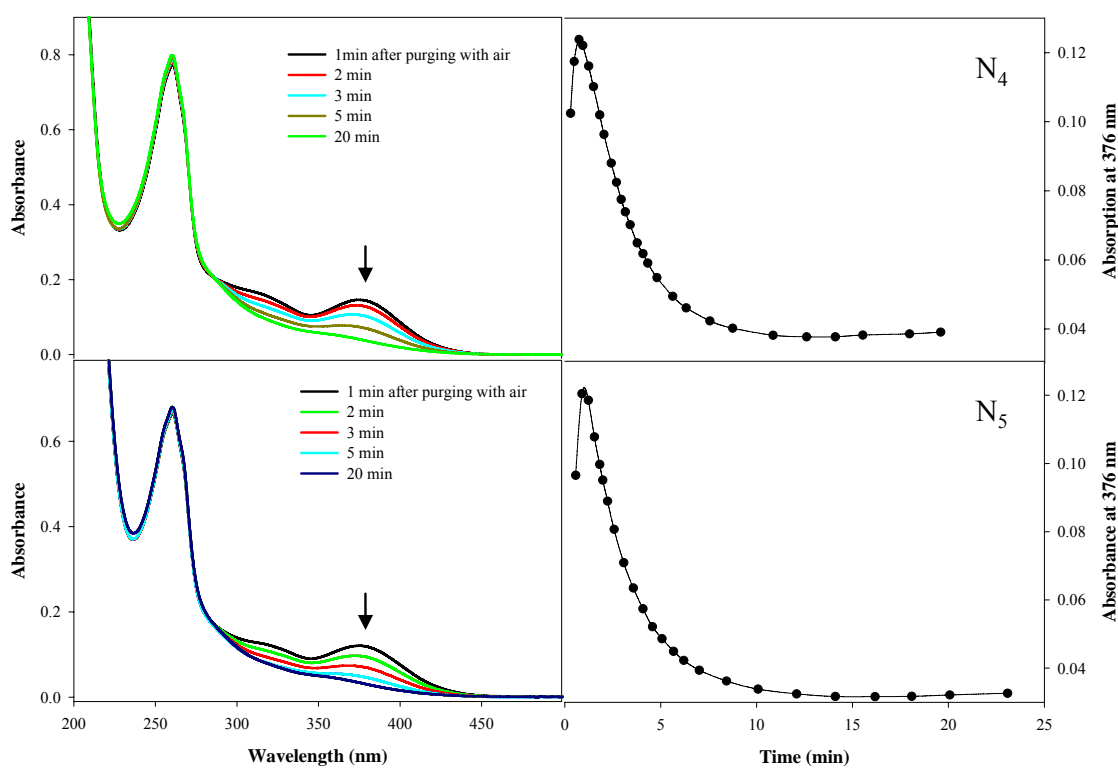 0.8
0.6
0.4
0.2
0.0
Absorbance
1min after purging with air
2 min
3 min
5 min
20 min
N4
0.12
0.10
0.08
0.06
0.04
Absorption at 376 nm
0.6
0.4
0.2
0.0
Absorbance
1 min after purging with air
2 min
3 min
5 min
20 min
N5
0.12
0.10
0.08
0.06
0.04
Absorbance at 376 nm
200 250 300 350 400 450
Wavelength (nm)
0 5 10 15 20 25
Time (min)